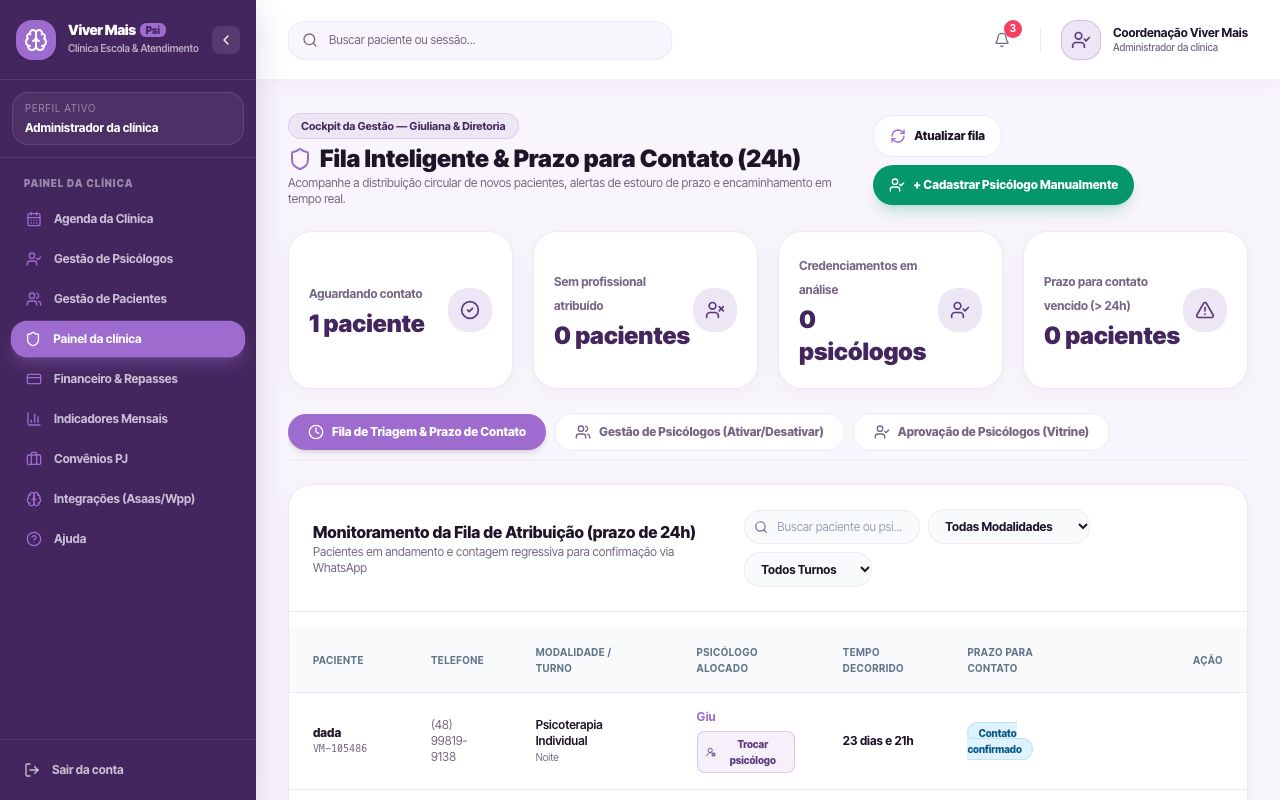 Viver Mais Psi
Clínica Escola & Atendimento
Buscar paciente ou sessão...
3
Coordenação Viver Mais
Administrador da clínica
PERFIL ATIVO
Administrador da clínica
PAINEL DA CLÍNICA
Agenda da Clínica
Gestão de Psicólogos
Gestão de Pacientes
Painel da clínica
Financeiro & Repasses
Indicadores Mensais
Convênios PJ
Integrações (Asaas/Wpp)
Ajuda
Sair da conta
Cockpit da Gestão — Giuliana & Diretoria
Fila Inteligente & Prazo para Contato (24h)
Acompanhe a distribuição circular de novos pacientes, alertas de estouro de prazo e encaminhamento em
tempo real.
Atualizar fila
+ Cadastrar Psicólogo Manualmente
Aguardando contato
1 paciente
Sem profissional
atribuído
0 pacientes
Credenciamentos em
análise
0
psicólogos
Prazo para contato
vencido (> 24h)
0 pacientes
Fila de Triagem & Prazo de Contato
Gestão de Psicólogos (Ativar/Desativar)
Aprovação de Psicólogos (Vitrine)
Monitoramento da Fila de Atribuição (prazo de 24h)
Pacientes em andamento e contagem regressiva para confirmação via
WhatsApp
Buscar paciente ou psi...
Todas Modalidades
Todos Turnos
PACIENTE
TELEFONE
MODALIDADE /
TURNO
PSICÓLOGO
ALOCADO
TEMPO
DECORRIDO
PRAZO PARA
CONTATO
AÇÃO
dada
VM-105486
(48)
99819-
9138
Psicoterapia
Individual
Noite
Giu
Trocar
psicólogo
23 dias e 21h
Contato
confirmado